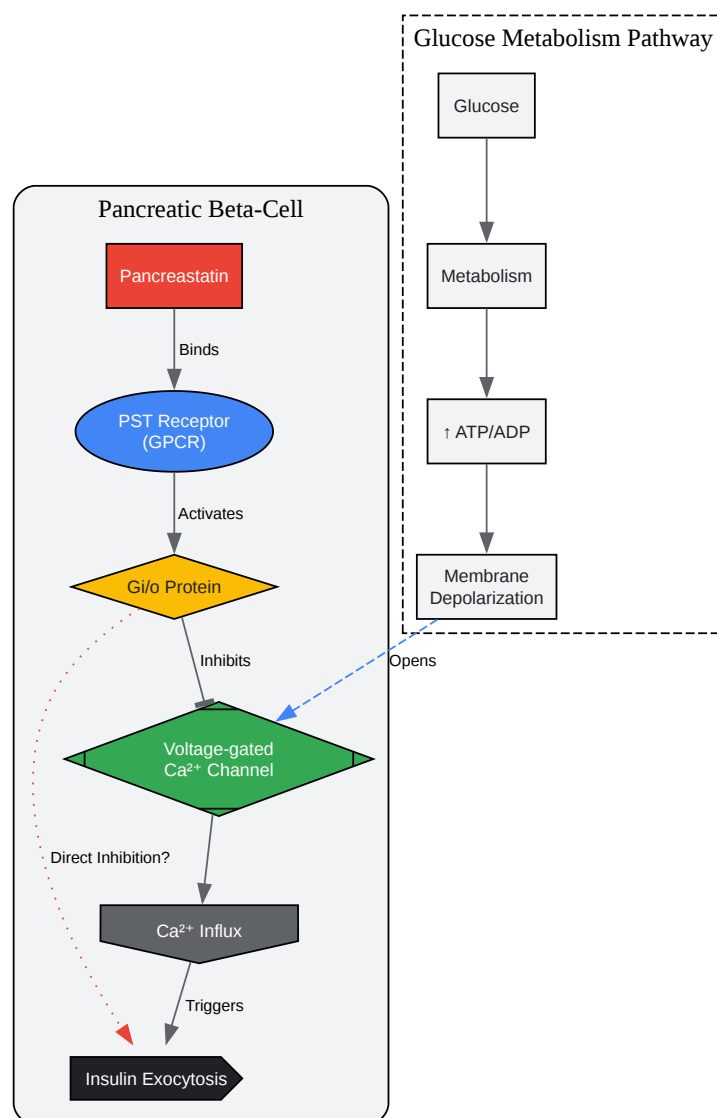 Glucose Metabolism Pathway
Glucose
Pancreatic Beta-Cell
Pancreastatin
Metabolism
Binds
PST Receptor
(GPCR)
↑ ATP/ADP
Activates
Gi/o Protein
Membrane
Depolarization
Inhibits
Opens
Voltage-gated
Ca²⁺ Channel
Direct Inhibition?
Ca²⁺ Influx
Triggers
Insulin Exocytosis